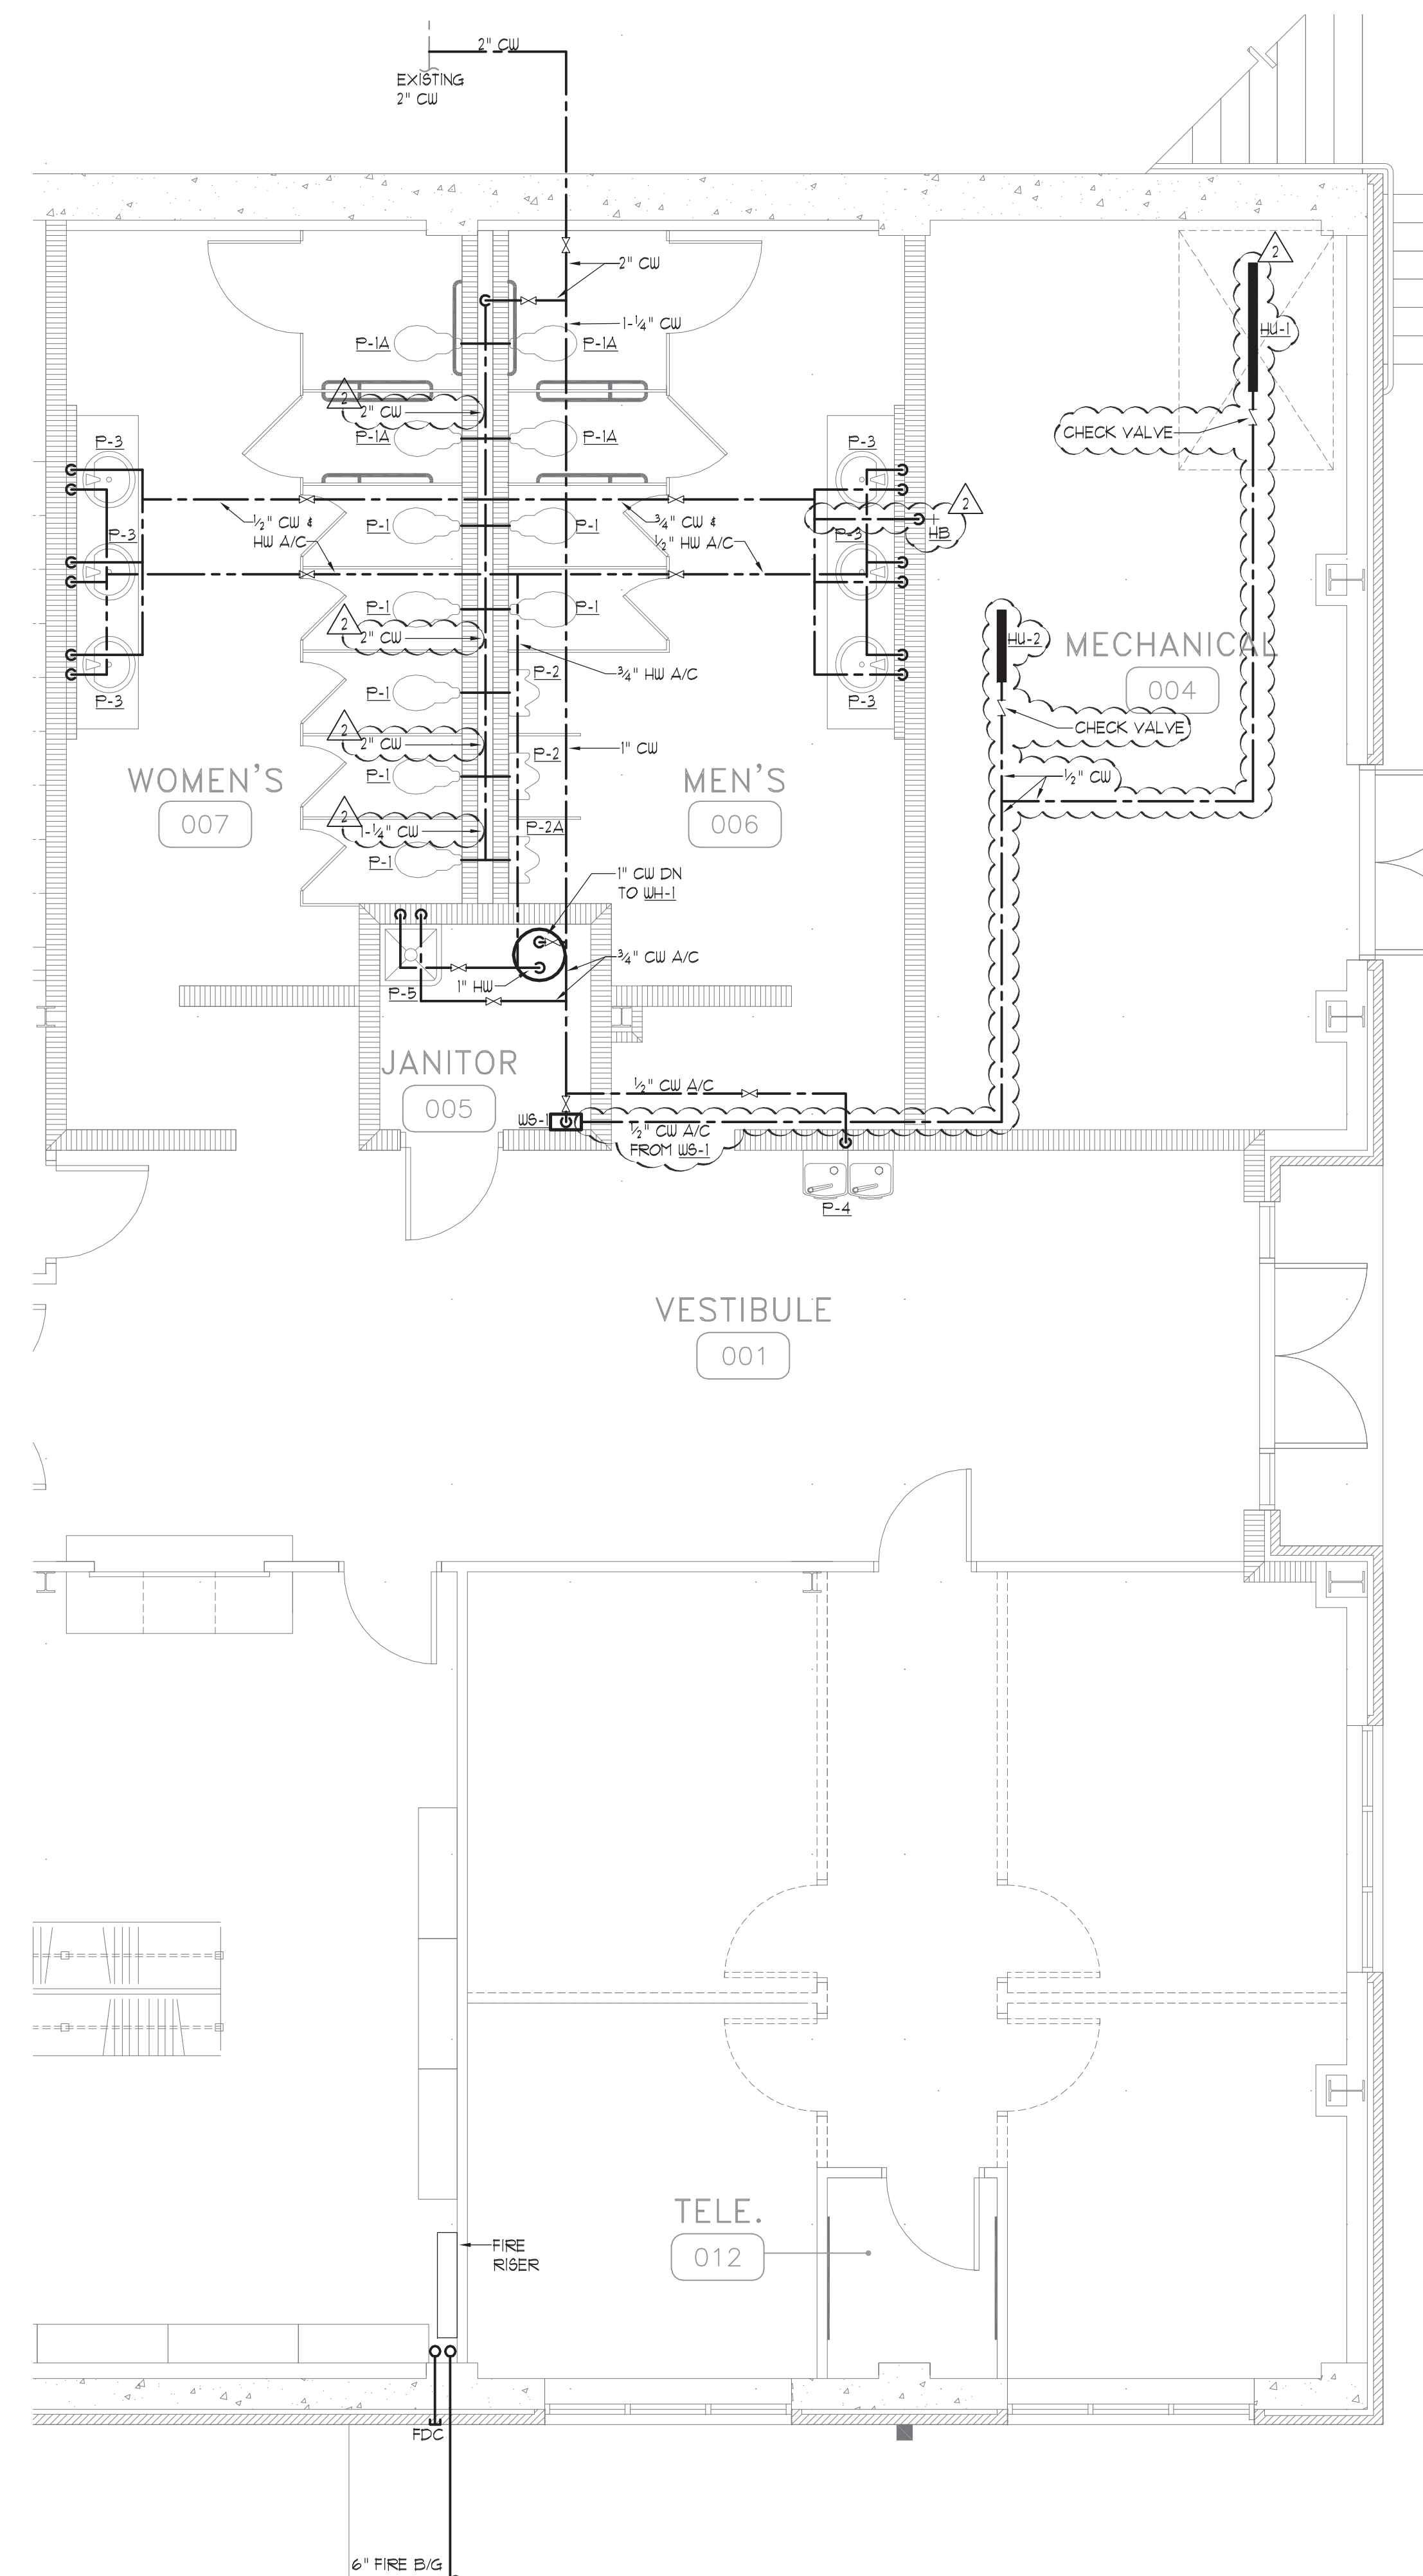 2" CW
EXISTING
2" CW
2" CW
1-1/4" CW
2
HU-1
P-1A
P-1A
2
2" CW
CHECK VALVE
P-1A
P-1A
P-3
P-3
1/2" CW &
HW A/C
P-1
P-1
3/4" CW &
1/2" HW A/C
2
HB
P-3
P-3
P-1
P-1
2
2" CW
HU-2
MECHANICAL
004
3/4" HW A/C
P-2
P-1
P-3
P-3
CHECK VALVE
2
2" CW
1" CW
P-2
P-1
1/2" CW
WOMEN'S
007
MEN'S
006
2
1-1/4" CW
P-2A
P-1
1" CW DN
TO WH-1
3/4" CW A/C
1" HW
P-5
JANITOR
005
1/2" CW A/C
WS-1
1/2" CW A/C
FROM WS-1
P-4
VESTIBULE
001
TELE.
012
FIRE
RISER
FDC
6" FIRE B/G